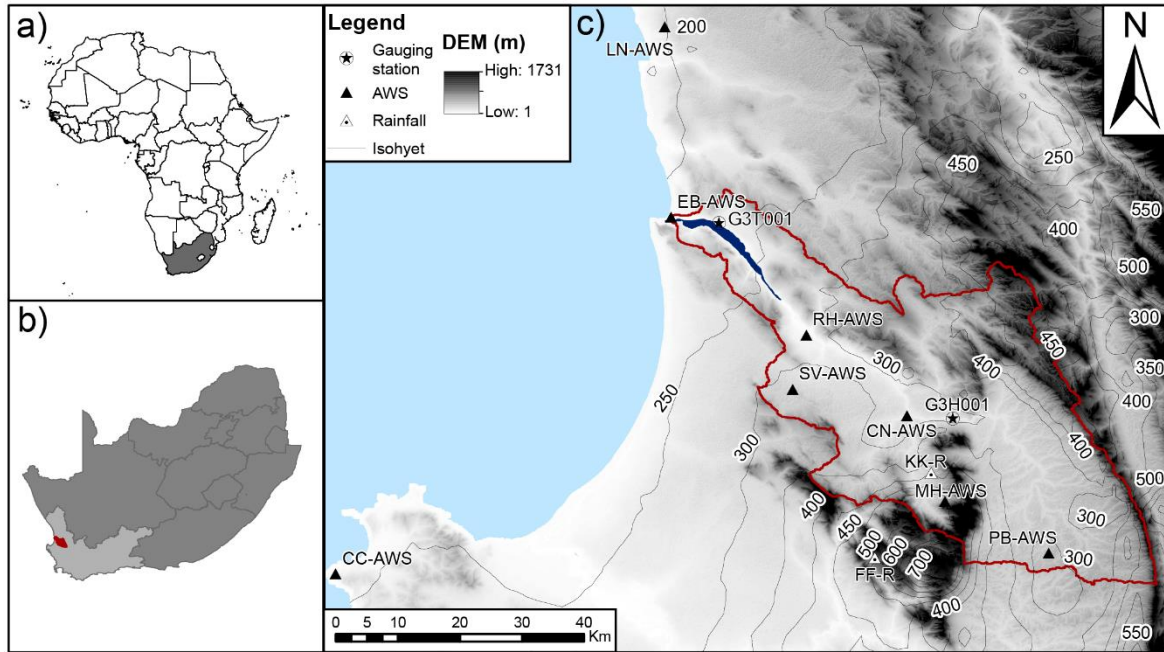 a)
b)
Legend
Gauging
station
AWS
Rainfall
Isohyet
DEM (m)
High: 1731
Low: 1
c)
N
LN-AWS
200
450
250
550
400
500
EB-AWS
G3T001
RH-AWS
300
300
450
350
SV-AWS
400
400
250
G3H001
CN-AWS
400
300
KK-R
500
MH-AWS
400
450
500
600
700
300
PB-AWS
300
FF-R
CC-AWS
400
550
0 5 10 20 30 40
Km